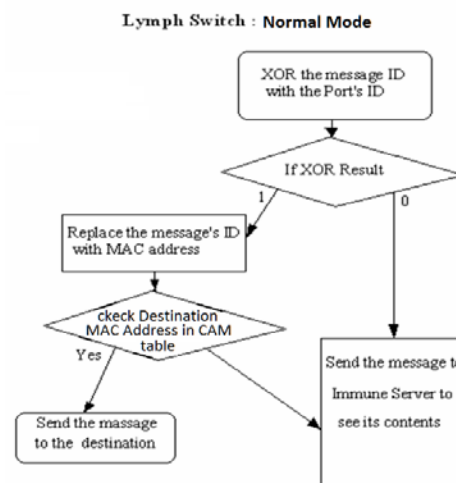 Lymph Switch : Normal Mode
XOR the message ID
with the Port's ID
If XOR Result
1
0
Replace the message's ID
with MAC address
ckeck Destination
MAC Address in CAM
table
Yes
Send the message to
Immune Server to
see its contents
Send the massage
to the destination